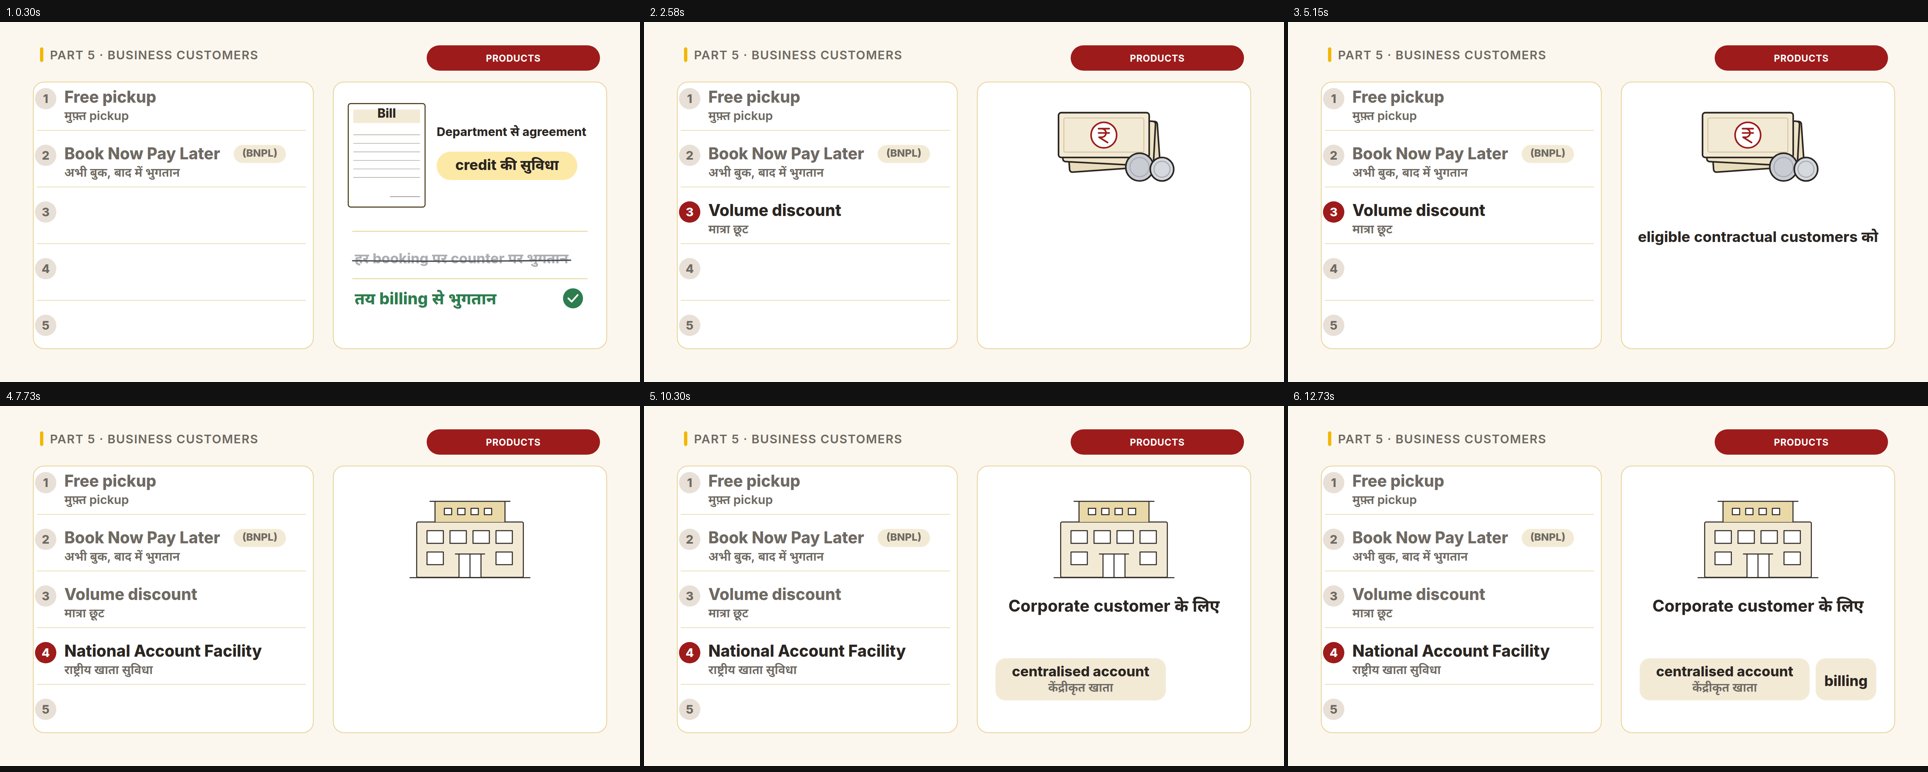 1. 0.30s
PART 5 · BUSINESS CUSTOMERS
PRODUCTS
1 Free pickup
मुफ़्त pickup
2 Book Now Pay Later (BNPL)
अभी बुक, बाद में भुगतान
3
4
5
Bill
Department से agreement
credit की सुविधा
हर booking पर counter पर भुगतान
तय billing से भुगतान
2. 2.58s
PART 5 · BUSINESS CUSTOMERS
PRODUCTS
1 Free pickup
मुफ़्त pickup
2 Book Now Pay Later (BNPL)
अभी बुक, बाद में भुगतान
3 Volume discount
मात्रा छूट
4
5
₹
3. 5.15s
PART 5 · BUSINESS CUSTOMERS
PRODUCTS
1 Free pickup
मुफ़्त pickup
2 Book Now Pay Later (BNPL)
अभी बुक, बाद में भुगतान
3 Volume discount
मात्रा छूट
4
5
₹
eligible contractual customers को
4. 7.73s
PART 5 · BUSINESS CUSTOMERS
PRODUCTS
1 Free pickup
मुफ़्त pickup
2 Book Now Pay Later (BNPL)
अभी बुक, बाद में भुगतान
3 Volume discount
मात्रा छूट
4 National Account Facility
राष्ट्रीय खाता सुविधा
5
5. 10.30s
PART 5 · BUSINESS CUSTOMERS
PRODUCTS
1 Free pickup
मुफ़्त pickup
2 Book Now Pay Later (BNPL)
अभी बुक, बाद में भुगतान
3 Volume discount
मात्रा छूट
4 National Account Facility
राष्ट्रीय खाता सुविधा
5
Corporate customer के लिए
centralised account
केंद्रीकृत खाता
6. 12.73s
PART 5 · BUSINESS CUSTOMERS
PRODUCTS
1 Free pickup
मुफ़्त pickup
2 Book Now Pay Later (BNPL)
अभी बुक, बाद में भुगतान
3 Volume discount
मात्रा छूट
4 National Account Facility
राष्ट्रीय खाता सुविधा
5
Corporate customer के लिए
centralised account
केंद्रीकृत खाता
billing